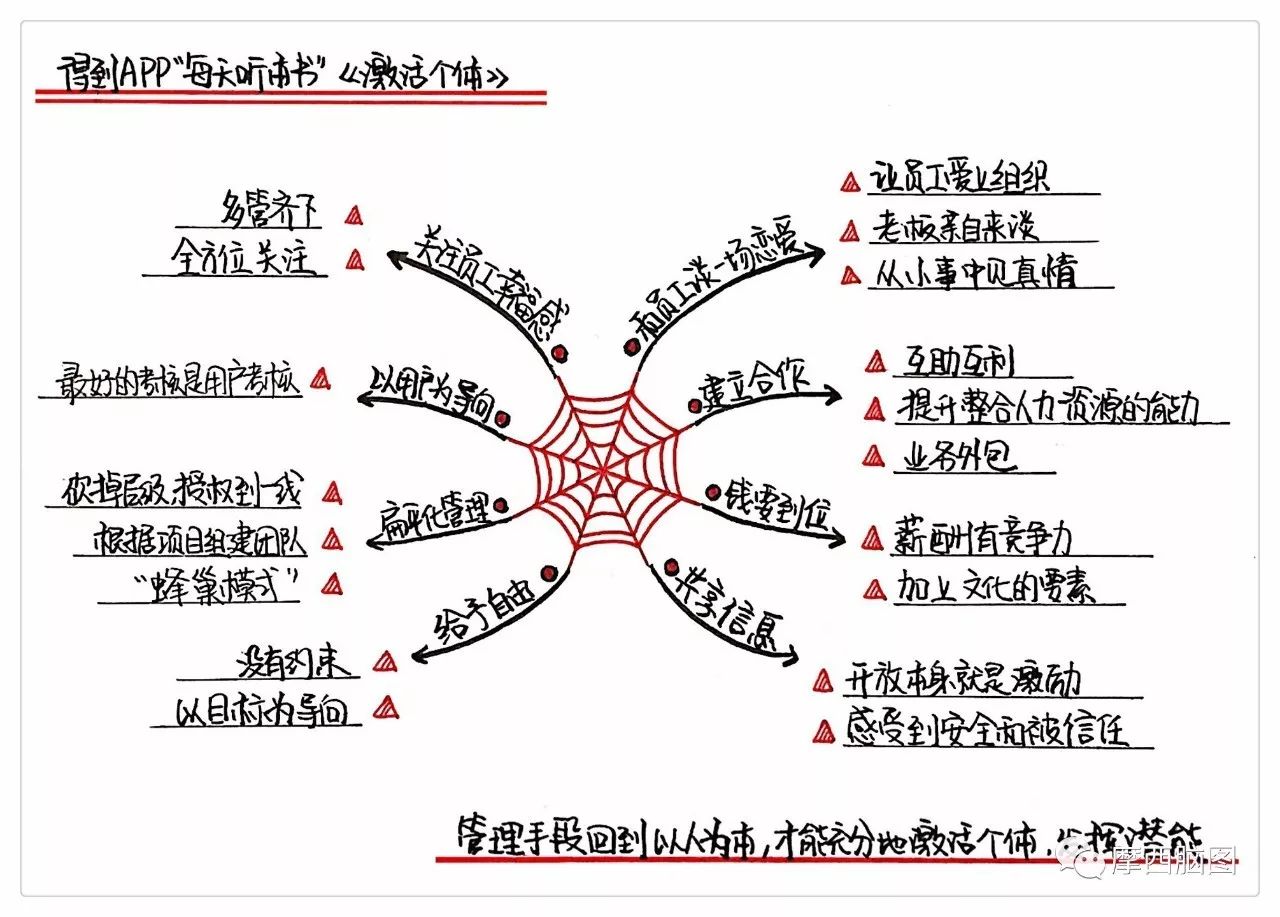 得到APP“每天听本书”《激活个体》
多管齐下
全方位关注
关注员工幸福感
最好的考核是用户考核
以用户为导向
砍掉层级,授权到一线
根据项目组建团队
“蜂巢模式”
扁平化管理
没有约束
以目标为导向
给予自由
和员工谈一场恋爱
让员工爱上组织
老板亲自来谈
从小事中见真情
建立合作
互助互利
提升整合人力资源的能力
业务外包
钱要到位
薪酬有竞争力
加上文化的要素
共享信息
开放本身就是激励
感受到安全而被信任
管理手段回到以人为本,才能充分地激活个体,发挥潜能
摩西脑图